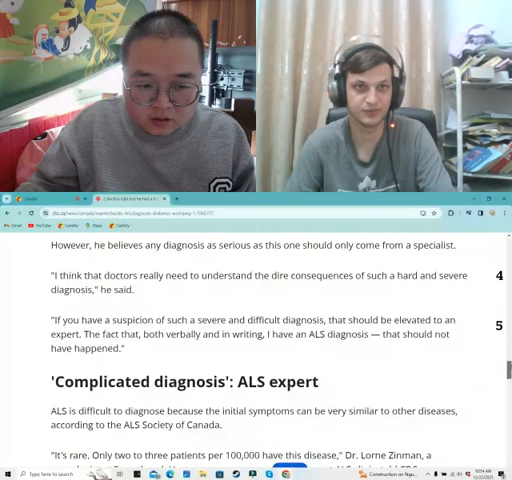 However, he believes any diagnosis as serious as this one should only come from a specialist.
"I think that doctors really need to understand the dire consequences of such a hard and severe
4
diagnosis," he said.
"If you have a suspicion of such a severe and difficult diagnosis, that should be elevated to an
5
expert. The fact that, both verbally and in writing, I have an ALS diagnosis — that should not
have happened."
'Complicated diagnosis': ALS expert
ALS is difficult to diagnose because the initial symptoms can be very similar to other diseases,
according to the ALS Society of Canada.
"It's rare. Only two to three patients per 100,000 have this disease," Dr. Lorne Zinman, a
Type here to search